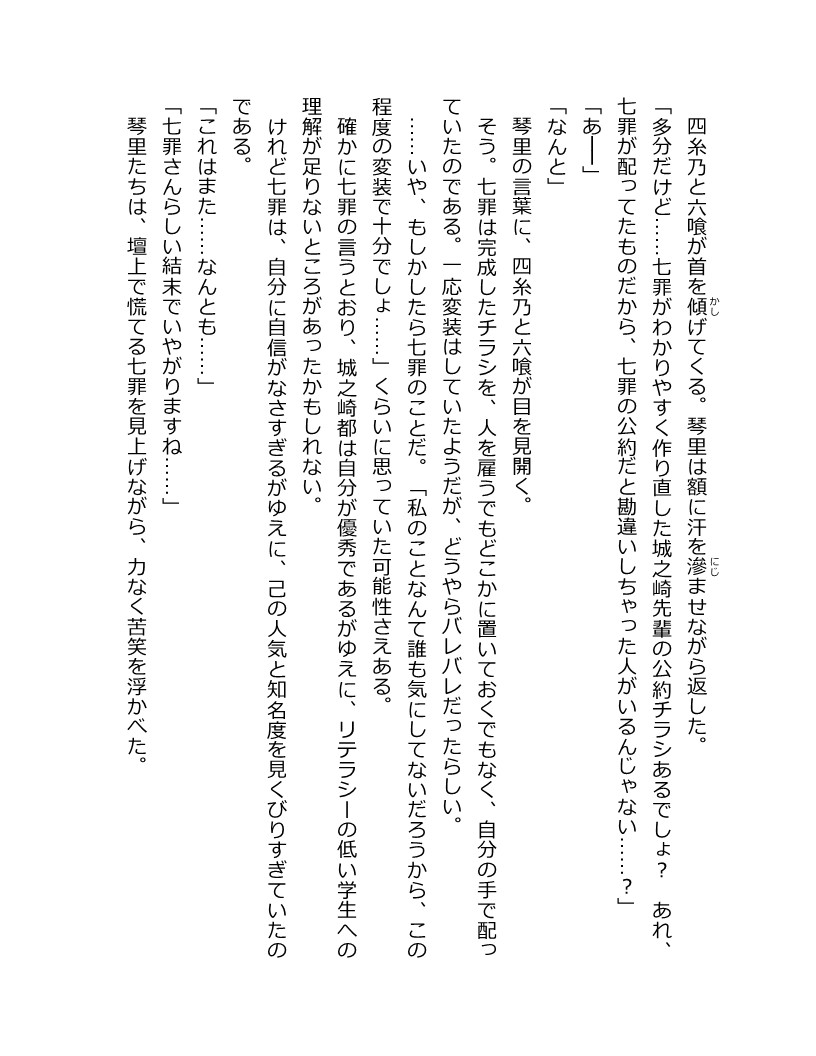 四糸乃と六喰が首を傾げてくる。琴里は額に汗を滲ませながら返した。
「多分だけど……七罪がわかりやすく作り直した城之崎先輩の公約チラシあるでしょ？　あれ、
七罪が配ってたものだから、七罪の公約だと勘違いしちゃった人がいるんじゃない……？」
「あ――」
「なんと」
　琴里の言葉に、四糸乃と六喰が目を見開く。
　そう。七罪は完成したチラシを、人を雇うでもどこかに置いておくでもなく、自分の手で配っ
ていたのである。一応変装はしていたようだが、どうやらバレバレだったらしい。
　……いや、もしかしたら七罪のことだ。「私のことなんて誰も気にしてないだろうから、この
程度の変装で十分でしょ……」くらいに思っていた可能性さえある。
　確かに七罪の言うとおり、城之崎都は自分が優秀であるがゆえに、リテラシーの低い学生への
理解が足りないところがあったかもしれない。
　けれど七罪は、自分に自信がなさすぎるがゆえに、己の人気と知名度を見くびりすぎていたの
である。
「これはまた……なんとも……」
「七罪さんらしい結末でいやがりますね……」
　琴里たちは、壇上で慌てる七罪を見上げながら、力なく苦笑を浮かべた。
かし
にじ